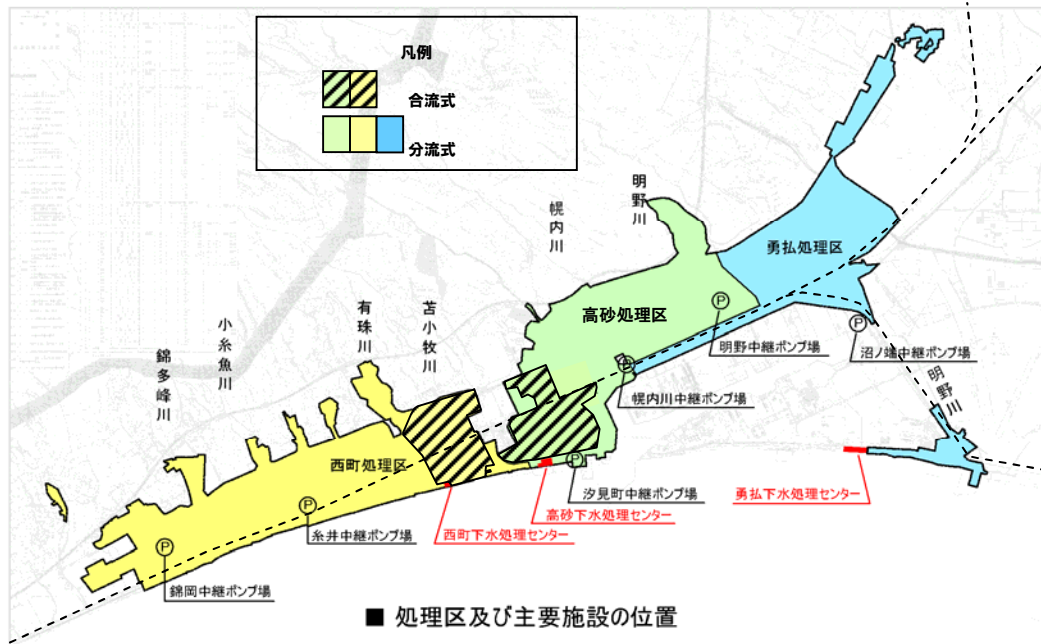 凡例
合流式
分流式
明野川
幌内川
勇払処理区
有珠川
苫小牧川
高砂処理区
小糸魚川
錦多峰川
明野中継ポンプ場
沼ノ端中継ポンプ場
明野川
幌内川中継ポンプ場
西町処理区
汐見町中継ポンプ場
勇払下水処理センター
高砂下水処理センター
糸井中継ポンプ場
西町下水処理センター
錦岡中継ポンプ場
P
P
P
P
P
P
■ 処理区及び主要施設の位置